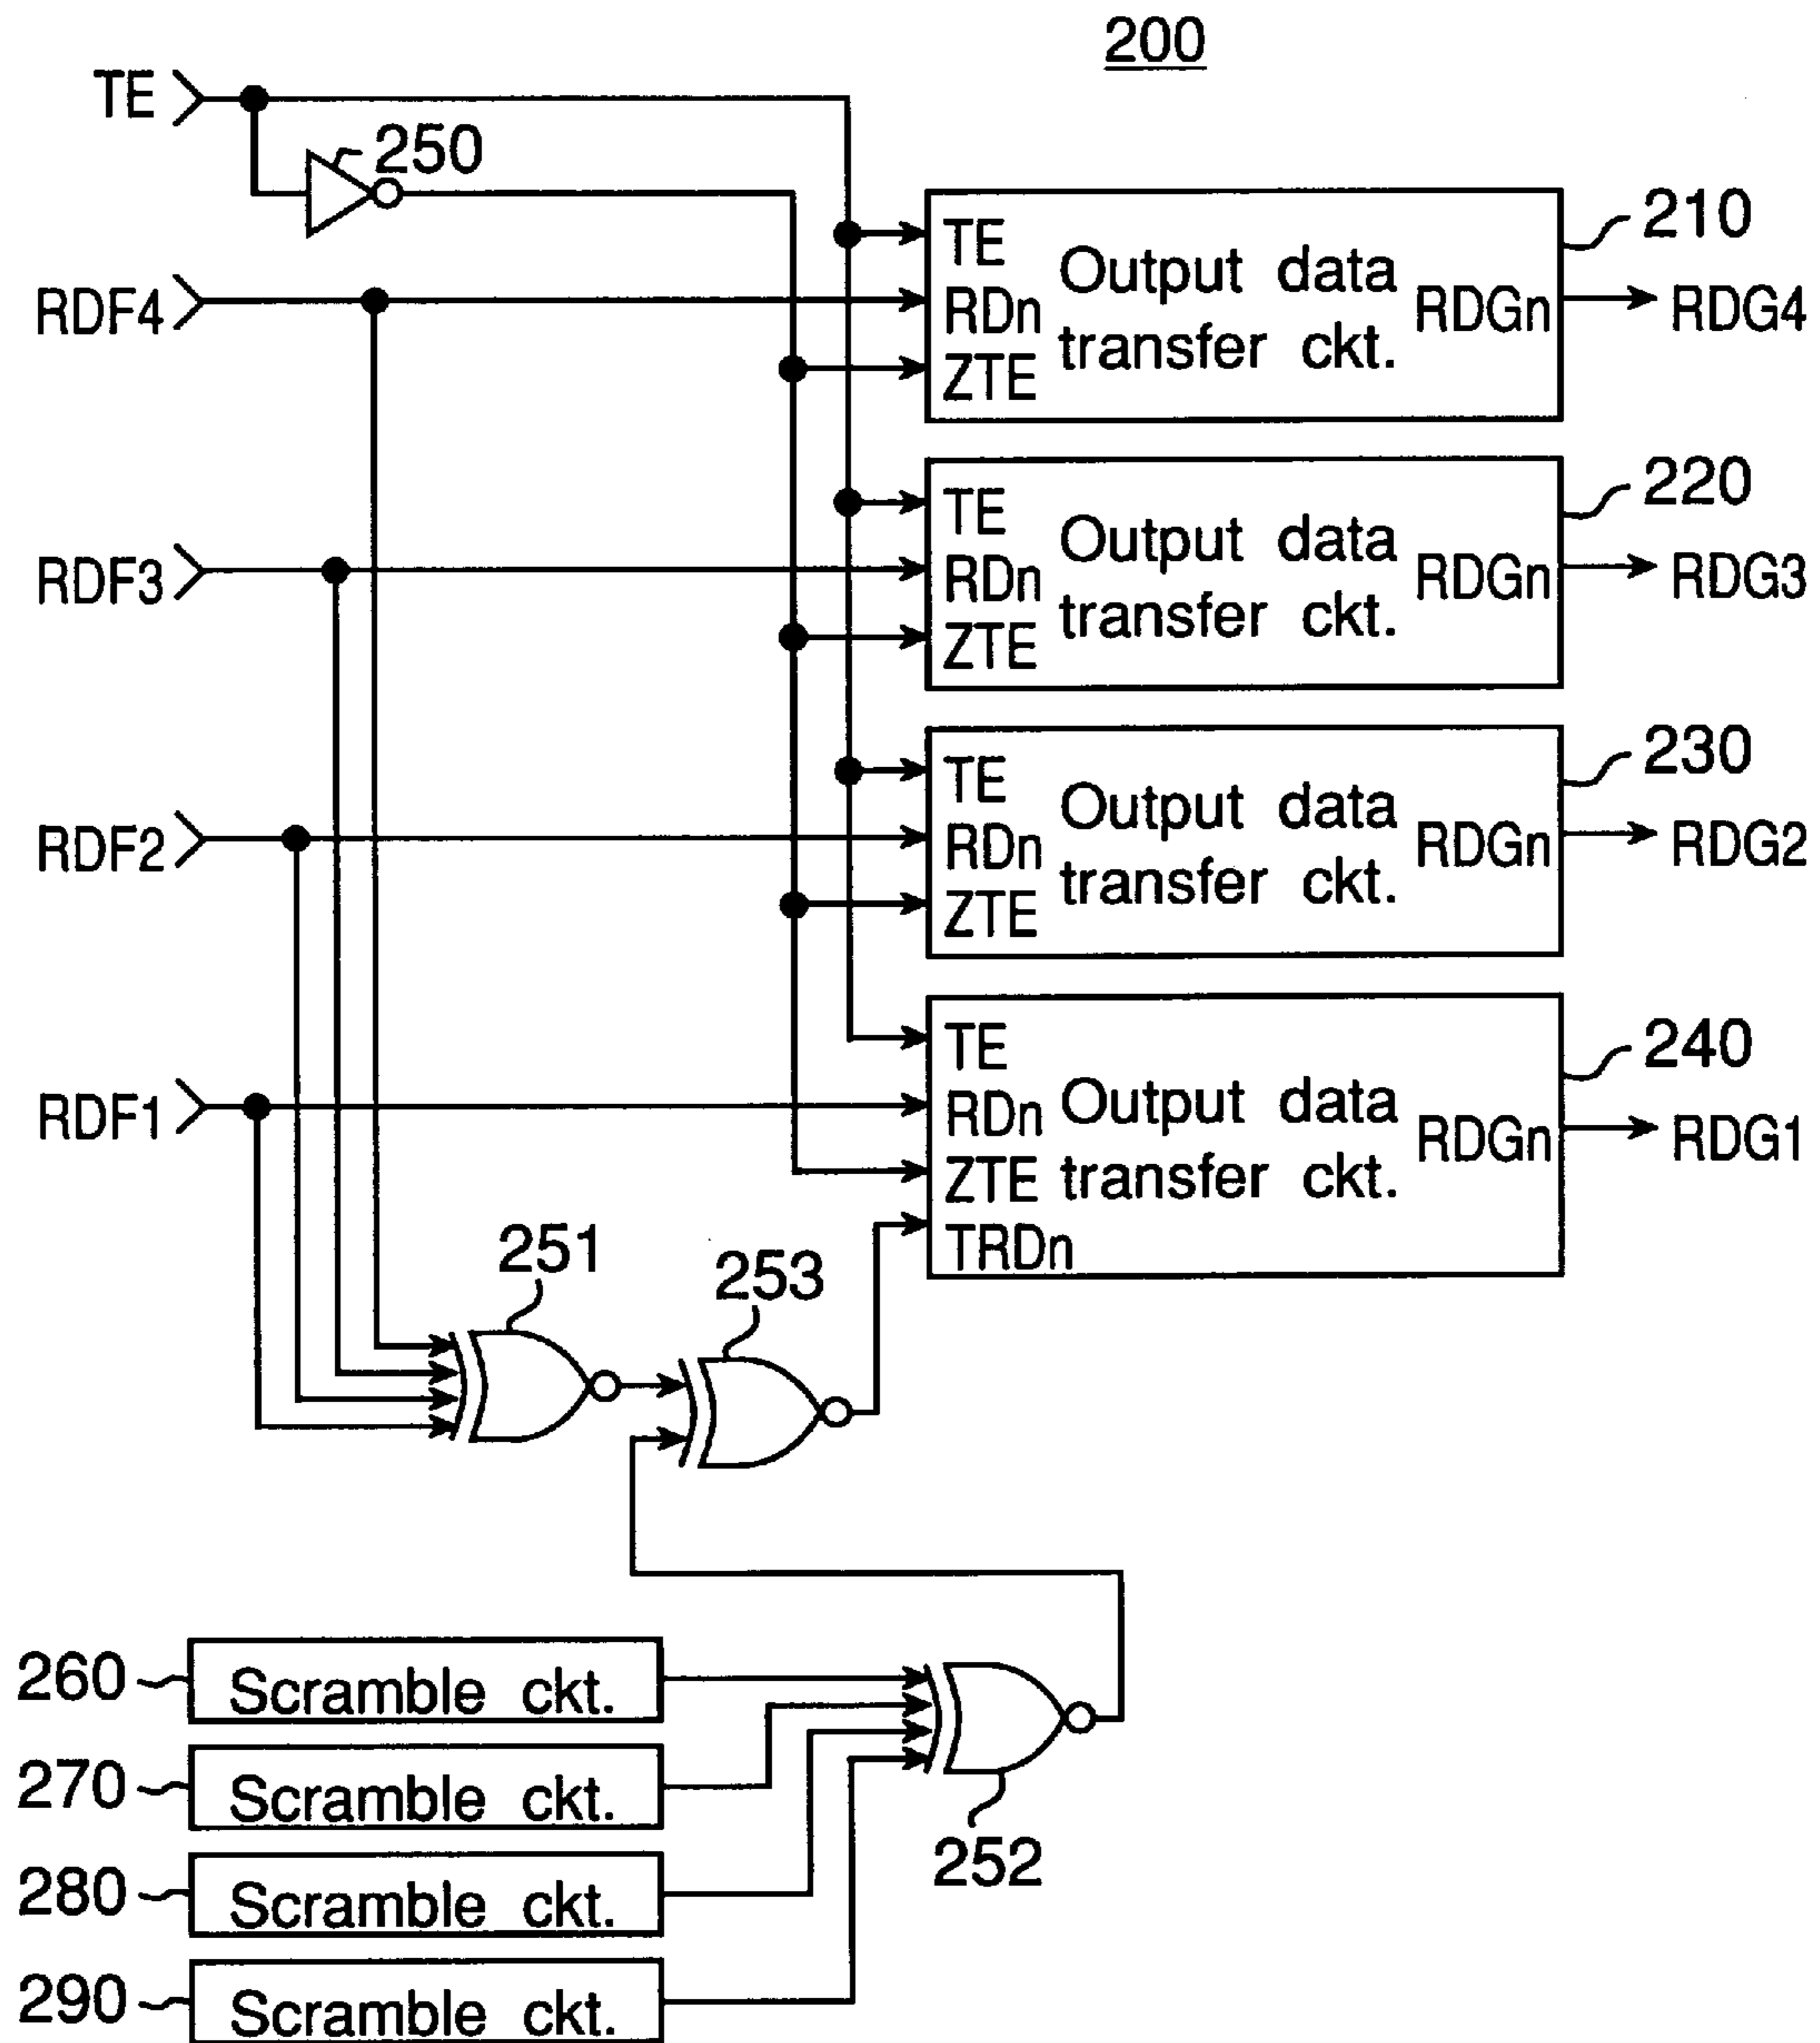 200
TE
250
210
TE
Output data
RDF4
RDn
RDGn
RDG4
transfer ckt.
ZTE
220
TE
Output data
RDF3
RDn
RDGn
RDG3
transfer ckt.
ZTE
230
TE
Output data
RDF2
RDn
RDGn
RDG2
transfer ckt.
ZTE
240
TE
RDF1
RDn
Output data
RDGn
RDG1
ZTE
transfer ckt.
TRDn
251
253
260
Scramble ckt.
270
Scramble ckt.
252
280
Scramble ckt.
290
Scramble ckt.